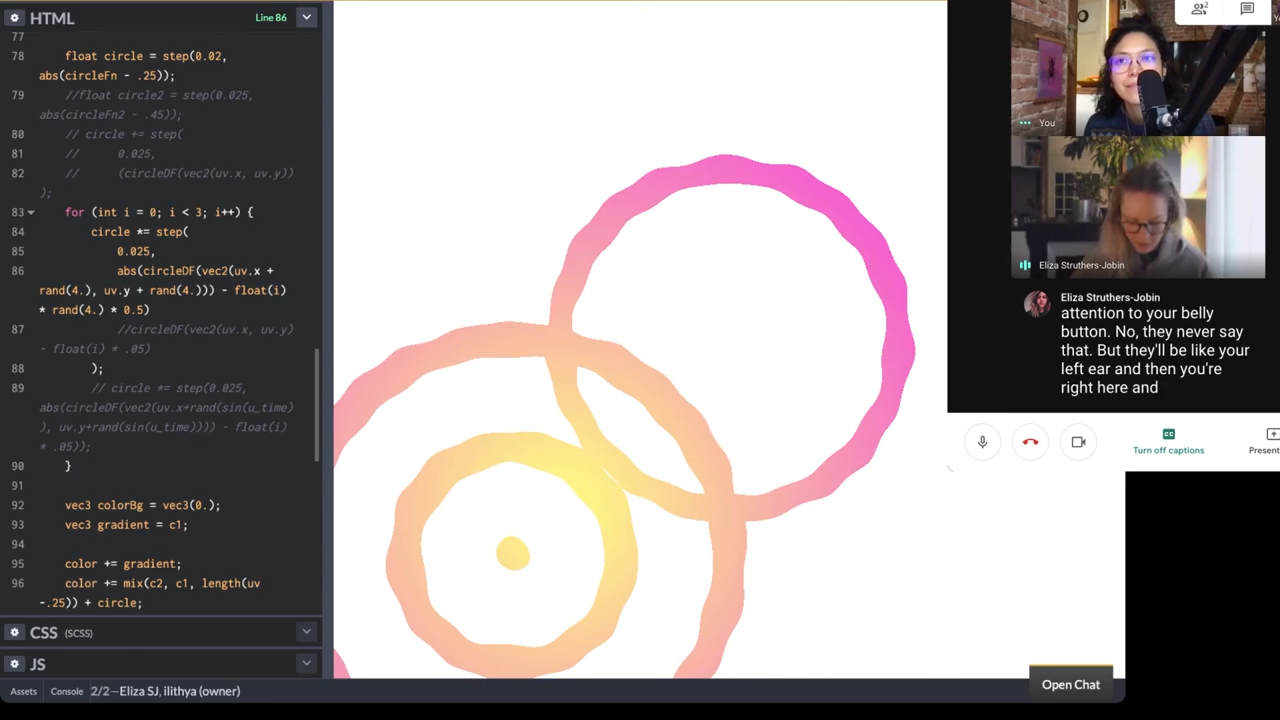 HTML
Line 86
77
78 float circle = step(0.02,
abs(circleFn - .25));
79 //float circle2 = step(0.025,
abs(circleFn2 - .45));
80 // circle += step(
81 // 0.025,
82 // (circleDF(vec2(uv.x, uv.y))
);
83 for (int i = 0; i < 3; i++) {
84 circle *= step(
85 0.025,
86 abs(circleDF(vec2(uv.x +
rand(4.), uv.y + rand(4.))) - float(i)
* rand(4.) * 0.5)
87 //circleDF(vec2(uv.x, uv.y)
- float(i) * .05)
88 );
89 // circle *= step(0.025,
abs(circleDF(vec2(uv.x+rand(sin(u_time)
), uv.y+rand(sin(u_time)))) - float(i)
* .05));
90 }
91
92 vec3 colorBg = vec3(0.);
93 vec3 gradient = c1;
94
95 color += gradient;
96 color += mix(c2, c1, length(uv
-.25)) + circle;
CSS (SCSS)
JS
Assets Console 2/2—Eliza SJ, ilithya (owner)
Open Chat
2
You
Eliza Struthers-Jobin
Eliza Struthers-Jobin
attention to your belly
button. No, they never say
that. But they'll be like your
left ear and then you're
right here and
Turn off captions
Present